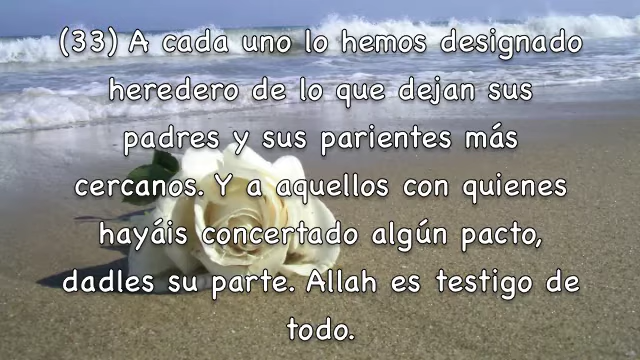 (33) A cada uno lo hemos designado
heredero de lo que dejan sus
padres y sus parientes más
cercanos. Y a aquellos con quienes
hayáis concertado algún pacto,
dadles su parte. Allah es testigo de
todo.